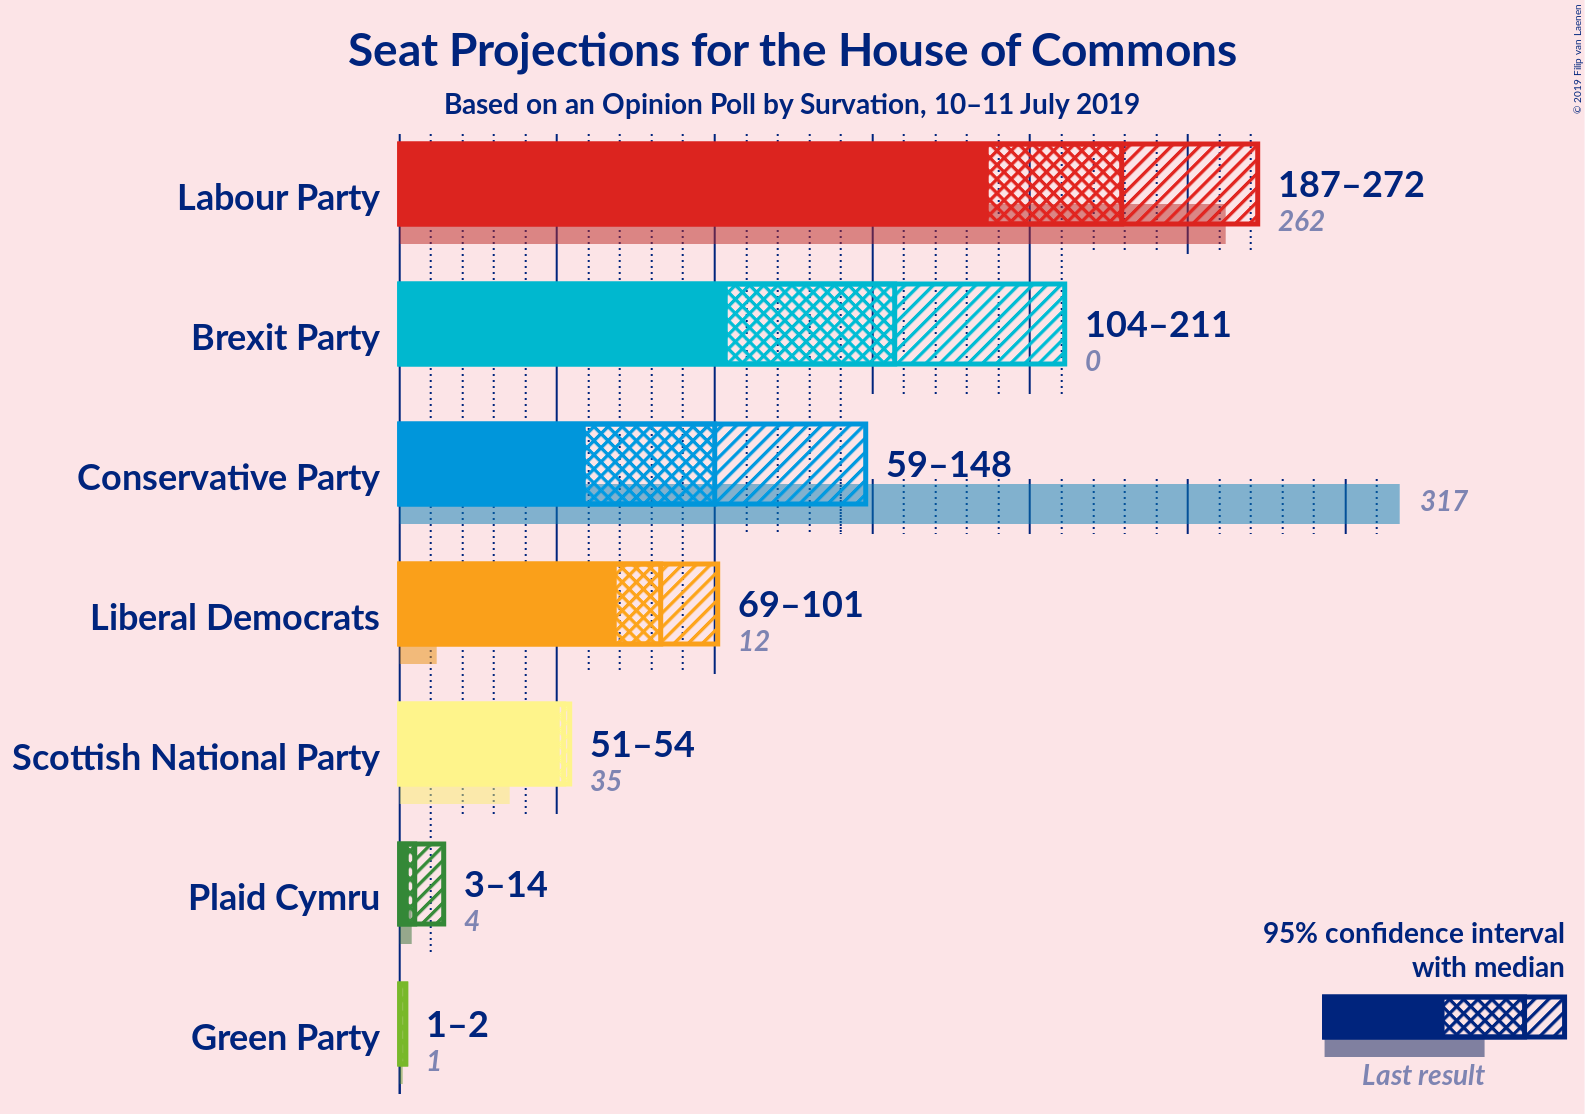 Seat Projections for the House of Commons
Based on an Opinion Poll by Survation, 10–11 July 2019
© 2019 Filip van Laenen
Labour Party
187–272
262
Brexit Party
104–211
0
Conservative Party
59–148
317
Liberal Democrats
69–101
12
Scottish National Party
51–54
35
Plaid Cymru
3–14
4
Green Party
1–2
1
95% confidence interval
with median
Last result